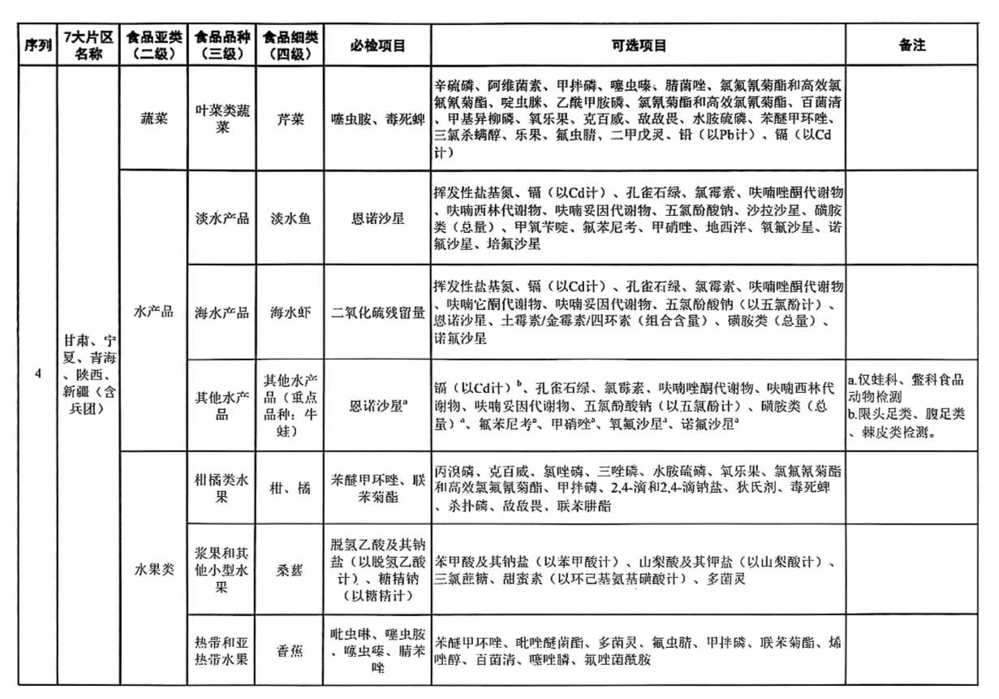 序列
7大片区
名称
食品亚类
（二级）
食品品种
（三级）
食品细类
（四级）
必检项目
可选项目
备注
4
甘肃、宁
夏、青海
、陕西、
新疆（含
兵团）
蔬菜
叶菜类蔬
菜
芹菜
噻虫胺、毒死蜱
辛硫磷、阿维菌素、甲拌磷、噻虫嗪、腈菌唑、氯氟氰菊酯和高效氯
氟氰菊酯、啶虫脒、乙酰甲胺磷、氯氰菊酯和高效氯氰菊酯、百菌清
、甲基异柳磷、氧乐果、克百威、敌敌畏、水胺硫磷、苯醚甲环唑、
三氯杀螨醇、乐果、氟虫腈、二甲戊灵、铅（以Pb计）、镉（以Cd
计）
水产品
淡水产品
淡水鱼
恩诺沙星
挥发性盐基氮、镉（以Cd计）、孔雀石绿、氯霉素、呋喃唑酮代谢物
、呋喃西林代谢物、呋喃妥因代谢物、五氯酚酸钠、沙拉沙星、磺胺
类（总量）、甲氧苄啶、氟苯尼考、甲硝唑、地西泮、氧氟沙星、诺
氟沙星、培氟沙星
海水产品
海水虾
二氧化硫残留量
挥发性盐基氮、镉（以Cd计）、孔雀石绿、氯霉素、呋喃唑酮代谢物
、呋喃它酮代谢物、呋喃妥因代谢物、五氯酚酸钠（以五氯酚计）、
恩诺沙星、土霉素/金霉素/四环素（组合含量）、磺胺类（总量）、
诺氟沙星
其他水产
品
其他水产
品（重点
品种：牛
蛙）
恩诺沙星ᵃ
镉（以Cd计）ᵇ、孔雀石绿、氯霉素、呋喃唑酮代谢物、呋喃西林代
谢物、呋喃妥因代谢物、五氯酚酸钠（以五氯酚计）、磺胺类（总
量）ᵃ、氟苯尼考ᵃ、甲硝唑ᵃ、氧氟沙星ᵃ、诺氟沙星ᵃ
a.仅蛙科、鳖科食品
动物检测
b.限头足类、腹足类
、棘皮类检测。
水果类
柑橘类水
果
柑、橘
苯醚甲环唑、联
苯菊酯
丙溴磷、克百威、氯唑磷、三唑磷、水胺硫磷、氧乐果、氯氟氰菊酯
和高效氯氟氰菊酯、甲拌磷、2,4-滴和2,4-滴钠盐、狄氏剂、毒死蜱
、杀扑磷、敌敌畏、联苯肼酯
浆果和其
他小型水
果
桑葚
脱氢乙酸及其钠
盐（以脱氢乙酸
计）、糖精钠
（以糖精计）
苯甲酸及其钠盐（以苯甲酸计）、山梨酸及其钾盐（以山梨酸计）、
三氯蔗糖、甜蜜素（以环己基氨基磺酸计）、多菌灵
热带和亚
热带水果
香蕉
吡虫啉、噻虫胺
、噻虫嗪、腈苯
唑
苯醚甲环唑、吡唑醚菌酯、多菌灵、氟虫腈、甲拌磷、联苯菊酯、烯
唑醇、百菌清、噻唑膦、氟唑菌酰胺